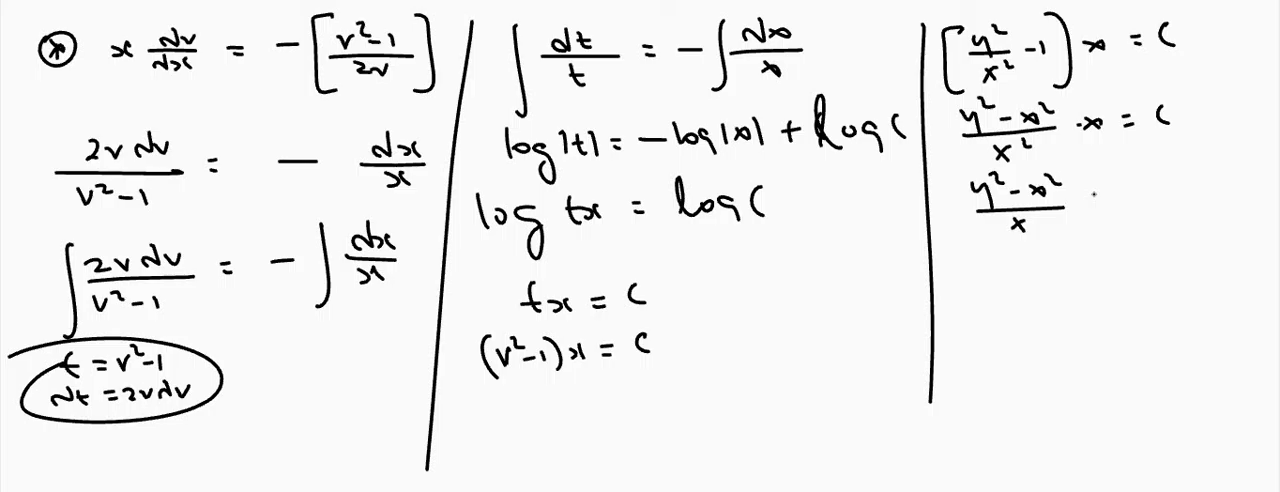 ⊛ x dv/dx = -[v²-1/2v]
2v dv/v²-1 = - dx/x
∫ 2v dv/v²-1 = - ∫ dx/x
t = v²-1
dt = 2v dv
∫ dt/t = - ∫ dx/x
log|t| = -log|x| + log C
log tx = log C
tx = C
(v²-1)x = C
[y²/x² -1) x = C
y²-x²/x² · x = C
y²-x²/x